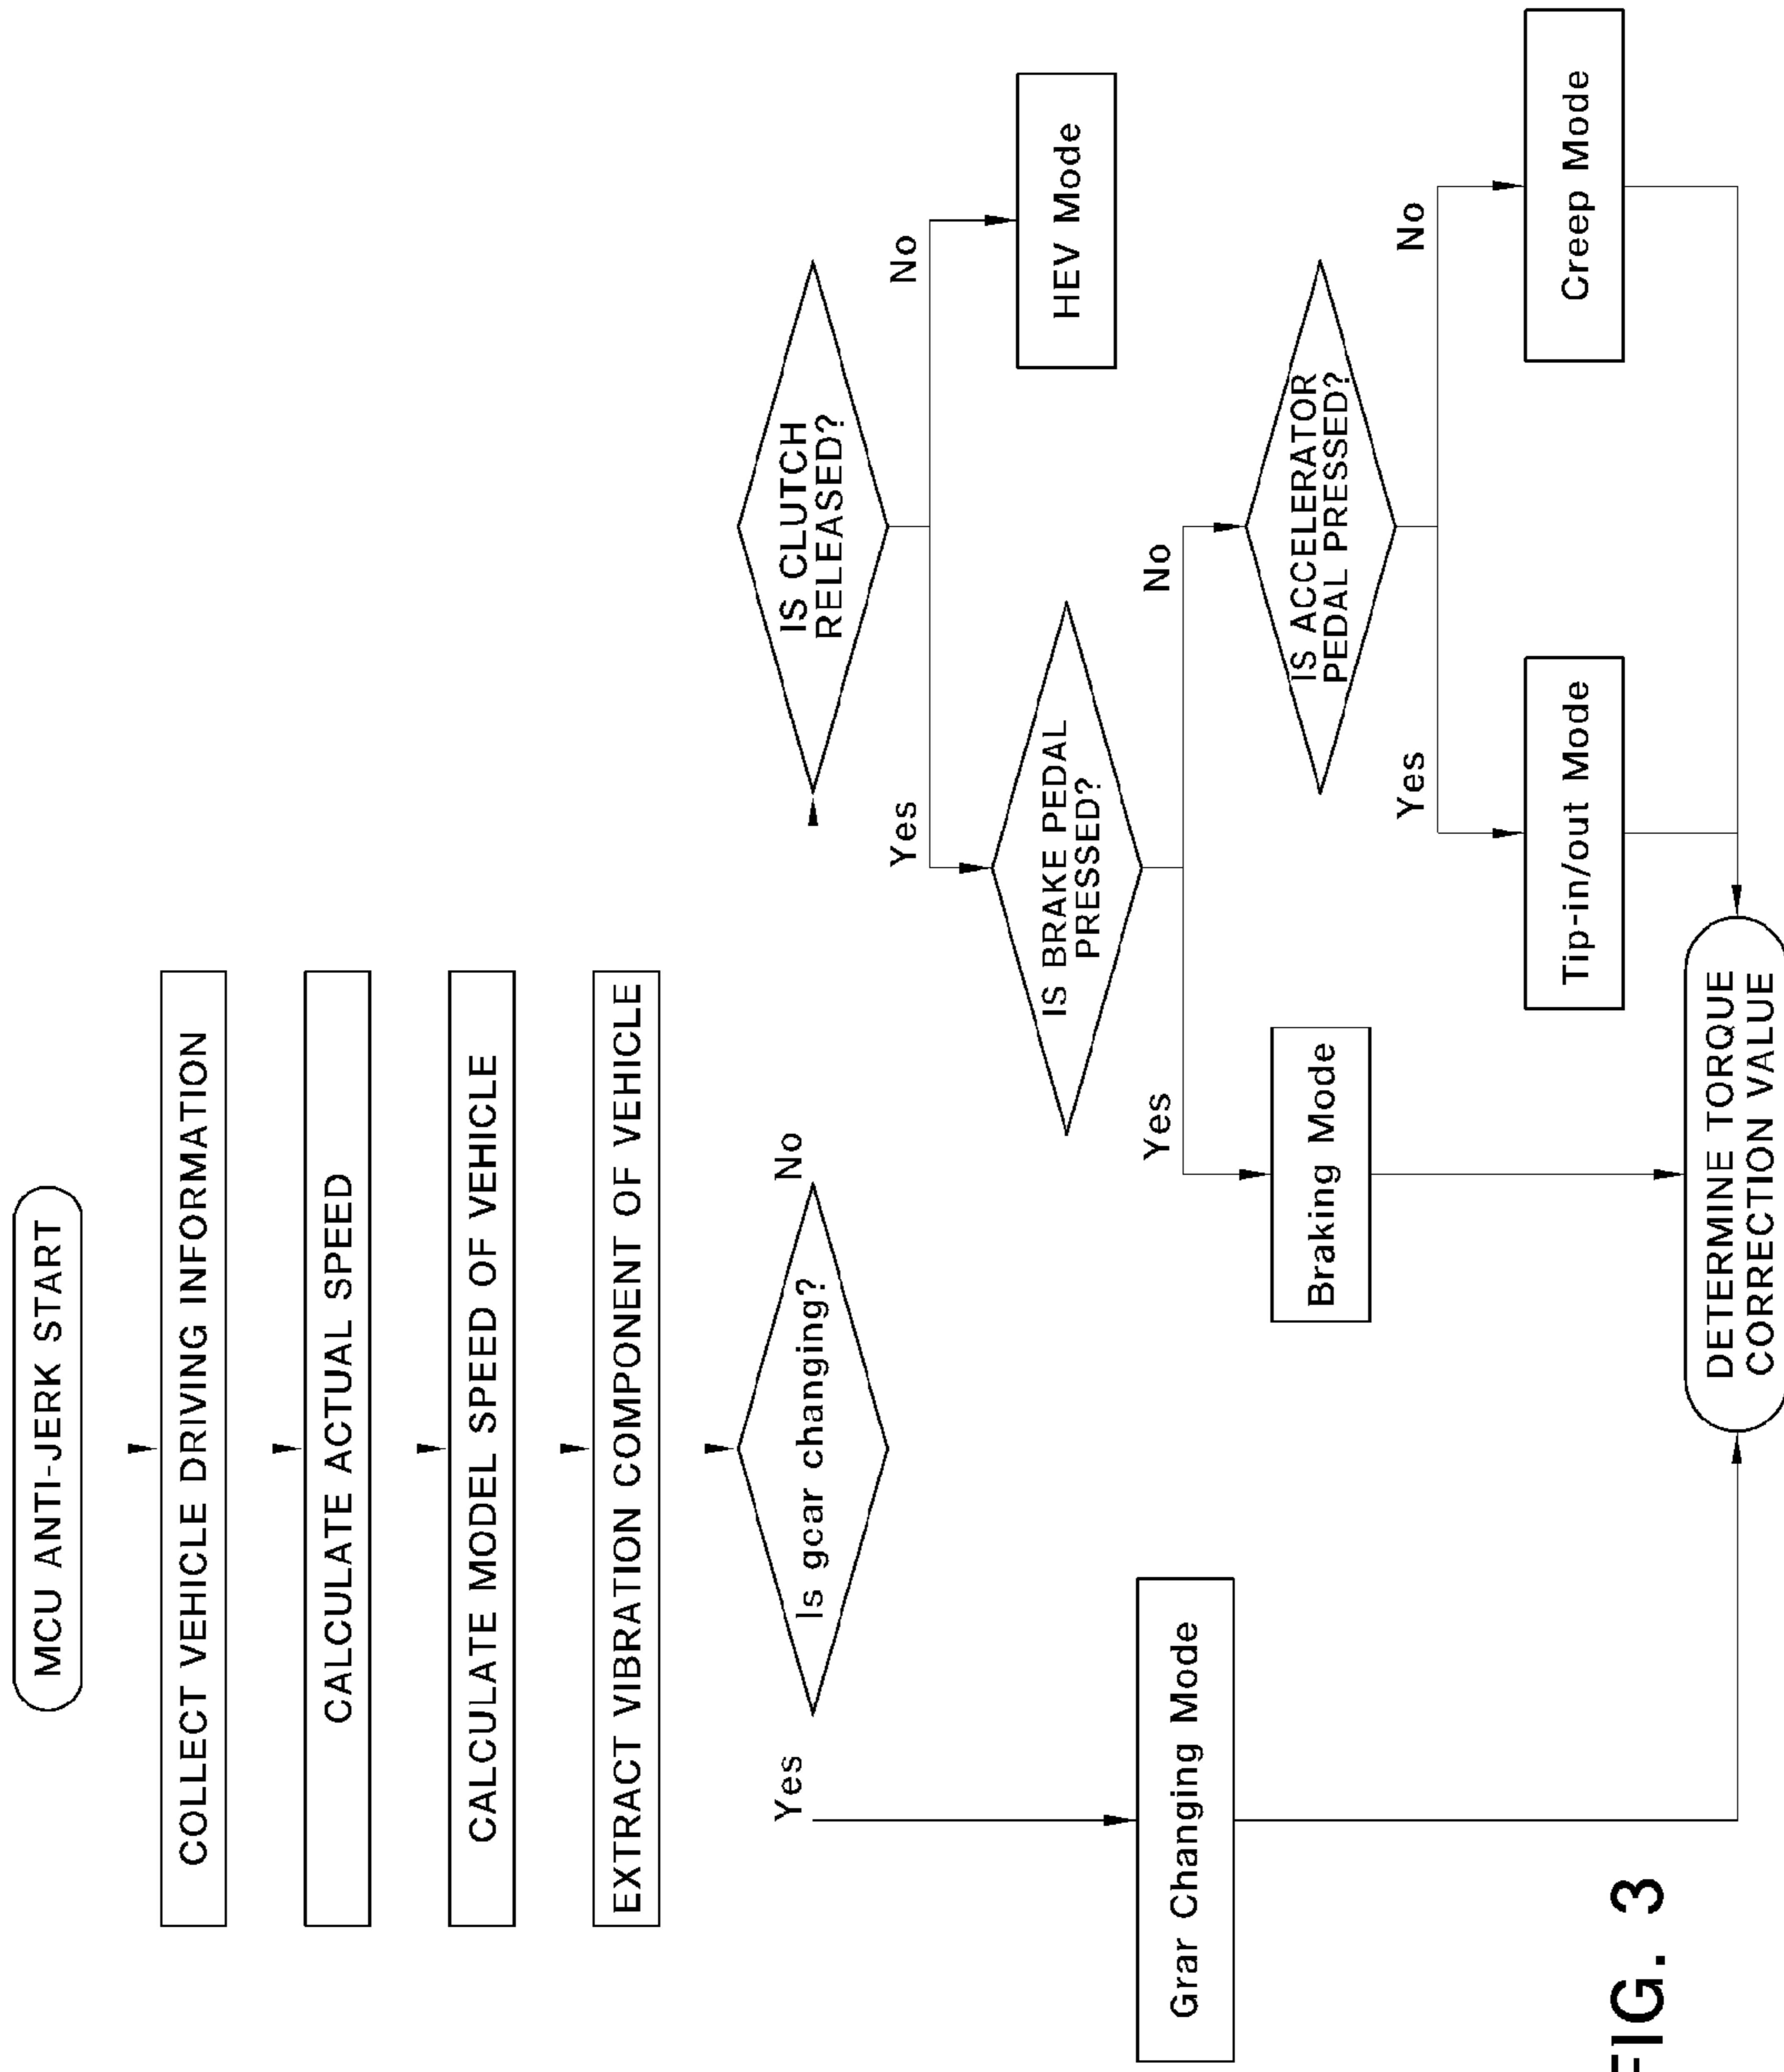 MCU ANTI-JERK START
COLLECT VEHICLE DRIVING INFORMATION
CALCULATE ACTUAL SPEED
CALCULATE MODEL SPEED OF VEHICLE
EXTRACT VIBRATION COMPONENT OF VEHICLE
Yes
Is gcar changing?
No
IS CLUTCH
RELEASED?
Yes
No
HEV Mode
IS BRAKE PEDAL
PRESSED?
Grar Changing Mode
Yes
No
Braking Mode
IS ACCELERATOR
PEDAL PRESSED?
Yes
No
Tip-in/out Mode
Creep Mode
DETERMINE TORQUE
CORRECTION VALUE
FIG. 3